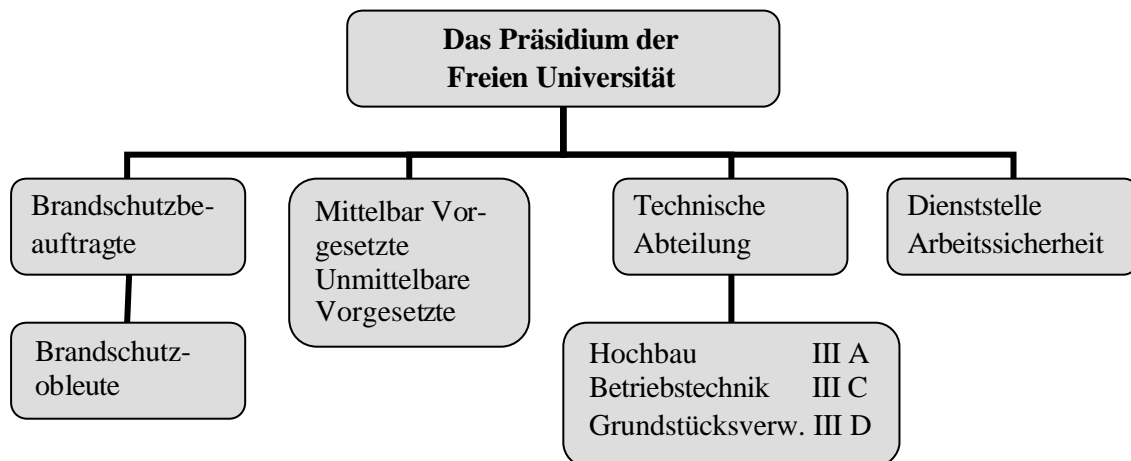 Das Präsidium der
Freien Universität
Brandschutzbe-
auftragte
Mittelbar Vor-
gesetzte
Unmittelbare
Vorgesetzte
Technische
Abteilung
Dienststelle
Arbeitssicherheit
Brandschutz-
obleute
Hochbau III A
Betriebstechnik III C
Grundstücksverw. III D